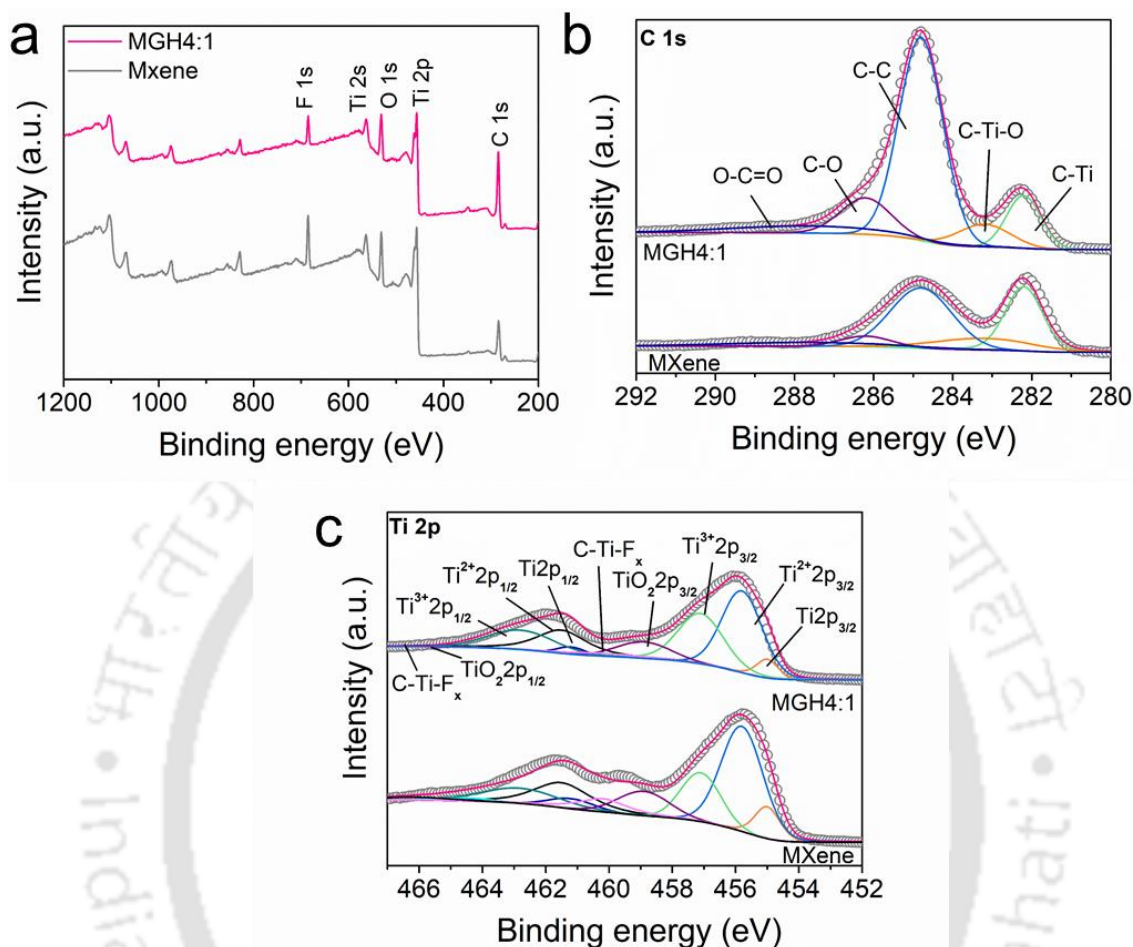 a
MGH4:1
Mxene
F 1s
Ti 2s
O 1s
Ti 2p
C 1s
Intensity (a.u.)
1200 1000 800 600 400 200
Binding energy (eV)
b
C 1s
C-C
C-Ti-O
C-O
O-C=O
C-Ti
MGH4:1
MXene
Intensity (a.u.)
292 290 288 286 284 282 280
Binding energy (eV)
c
Ti 2p
C-Ti-Fₓ
Ti³⁺2p₃/₂
Ti2p₁/₂
Ti²⁺2p₁/₂
TiO₂2p₃/₂
Ti²⁺2p₃/₂
Ti³⁺2p₁/₂
Ti2p₃/₂
TiO₂2p₁/₂
C-Ti-Fₓ
MGH4:1
MXene
Intensity (a.u.)
466 464 462 460 458 456 454 452
Binding energy (eV)